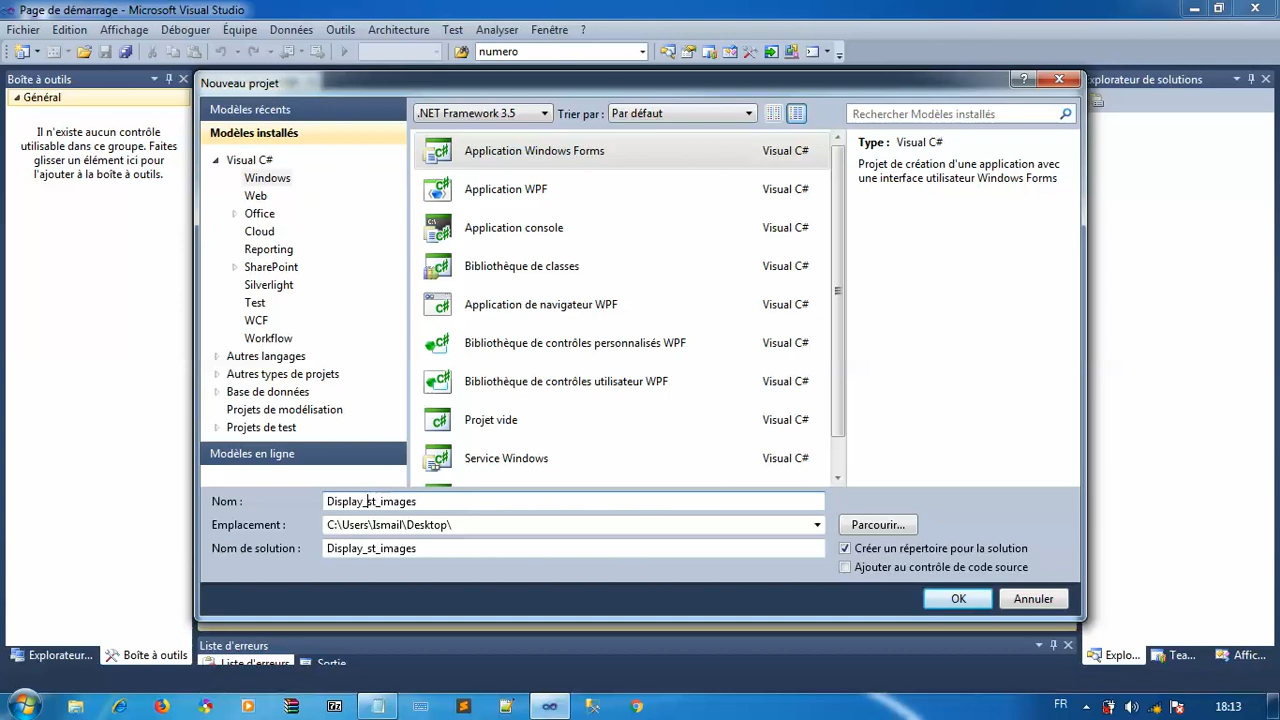 Page de démarrage - Microsoft Visual Studio
Fichier Edition Affichage Déboguer Équipe Données Outils Architecture Test Analyser Fenêtre ?
numero
Boîte à outils
Général
Il n'existe aucun contrôle
utilisable dans ce groupe. Faites
glisser un élément ici pour
l'ajouter à la boîte à outils.
Nouveau projet
Modèles récents
Modèles installés
Visual C#
Windows
Web
Office
Cloud
Reporting
SharePoint
Silverlight
Test
WCF
Workflow
Autres langages
Autres types de projets
Base de données
Projets de modélisation
Projets de test
Modèles en ligne
.NET Framework 3.5 Trier par : Par défaut
Application Windows Forms Visual C#
Application WPF Visual C#
Application console Visual C#
Bibliothèque de classes Visual C#
Application de navigateur WPF Visual C#
Bibliothèque de contrôles personnalisés WPF Visual C#
Bibliothèque de contrôles utilisateur WPF Visual C#
Projet vide Visual C#
Service Windows Visual C#
Rechercher Modèles installés
Type : Visual C#
Projet de création d'une application avec
une interface utilisateur Windows Forms
Nom : Display_st_images
Emplacement : C:\Users\Ismail\Desktop\
Parcourir...
Nom de solution : Display_st_images
Créer un répertoire pour la solution
Ajouter au contrôle de code source
OK Annuler
xplorateur de solutions
Liste d'erreurs
Liste d'erreurs Sortie
Explorateur... Boîte à outils
Explo... Tea... Affic...
FR 18:13